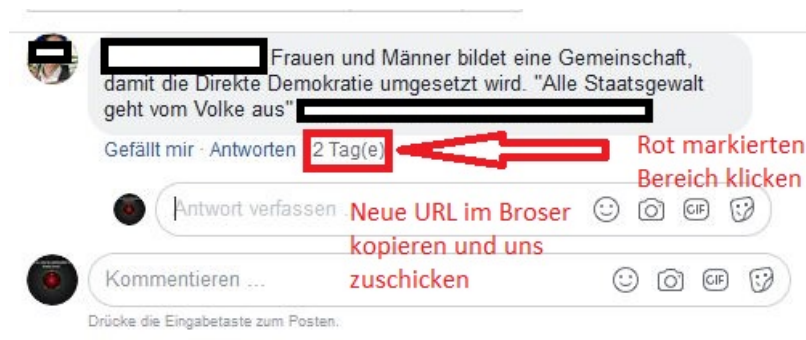 Frauen und Männer bildet eine Gemeinschaft,
damit die Direkte Demokratie umgesetzt wird. "Alle Staatsgewalt
geht vom Volke aus"
Gefällt mir · Antworten 2 Tag(e)
Rot markierten
Bereich klicken
Antwort verfassen ...
GIF
Neue URL im Broser
kopieren und uns
zuschicken
Kommentieren ...
GIF
Drücke die Eingabetaste zum Posten.